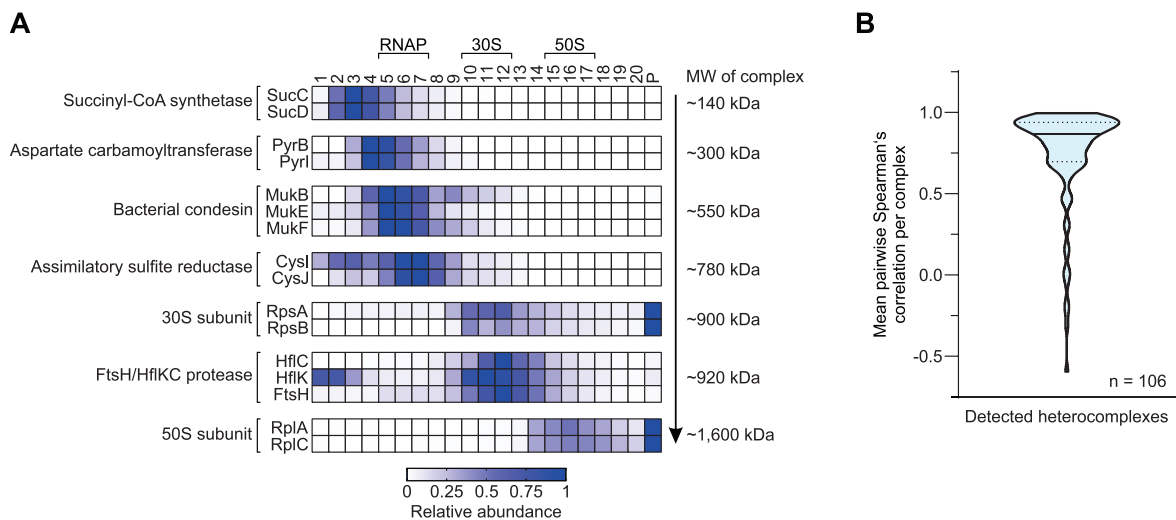 A
RNAP 30S 50S
1 2 3 4 5 6 7 8 9 10 11 12 13 14 15 16 17 18 19 20 P
MW of complex
Succinyl-CoA synthetase SucC SucD ~140 kDa
Aspartate carbamoyltransferase PyrB PyrI ~300 kDa
Bacterial condesin MukB MukE MukF ~550 kDa
Assimilatory sulfite reductase CysI CysJ ~780 kDa
30S subunit RpsA RpsB ~900 kDa
FtsH/HflKC protease HflC HflK FtsH ~920 kDa
50S subunit RplA RplC ~1,600 kDa
0 0.25 0.5 0.75 1
Relative abundance
B
Mean pairwise Spearman's
correlation per complex
1.0
0.5
0.0
-0.5
n = 106
Detected heterocomplexes